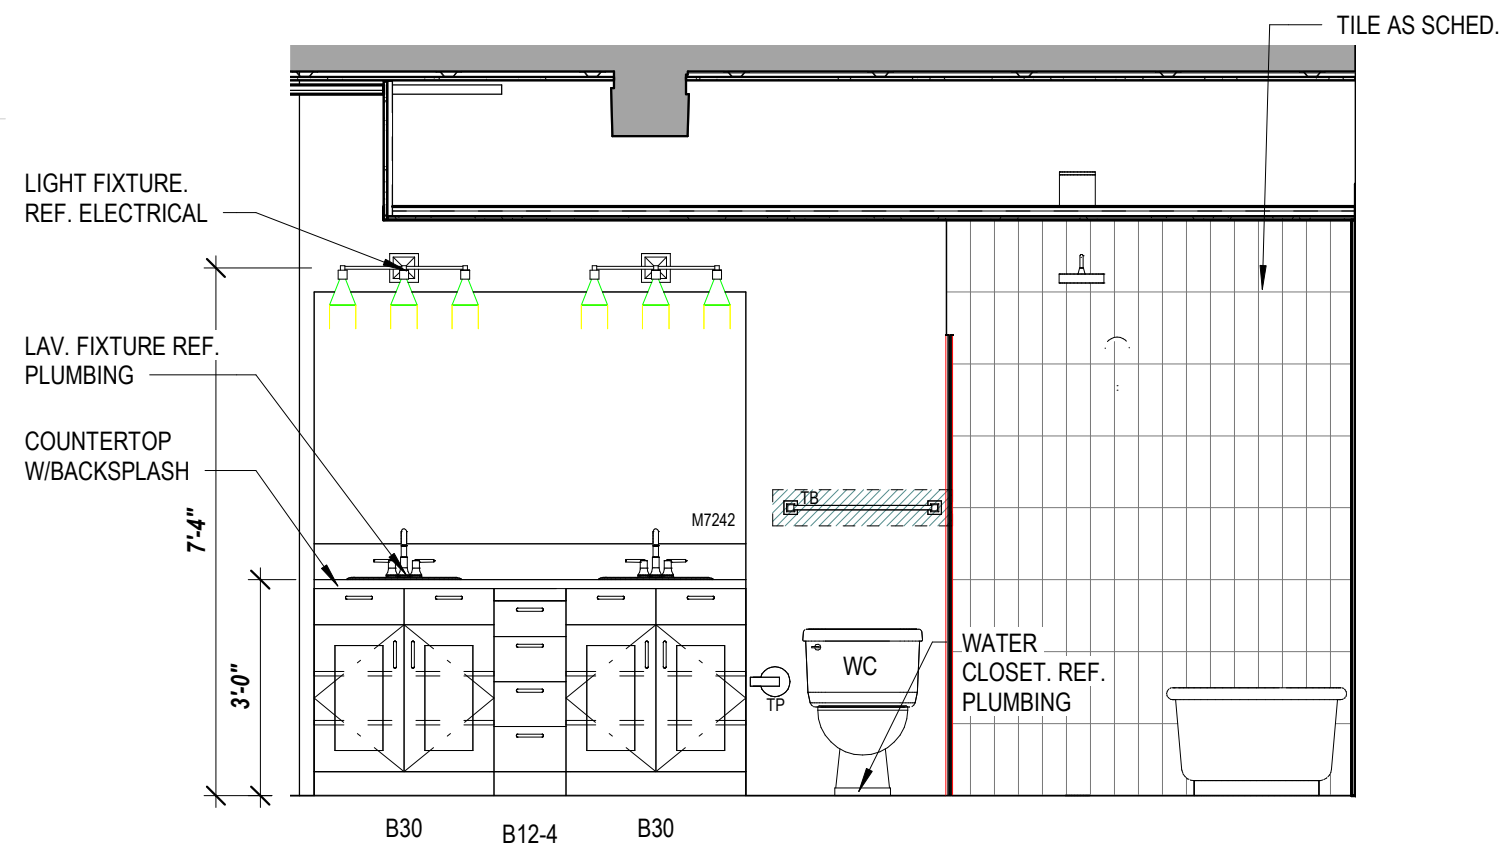 TILE AS SCHED.
LIGHT FIXTURE.
REF. ELECTRICAL
LAV. FIXTURE REF.
PLUMBING
COUNTERTOP
W/BACKSPLASH
7'-4"
3'-0"
M7242
TB
TP
WC
WATER
CLOSET. REF.
PLUMBING
B30
B12-4
B30